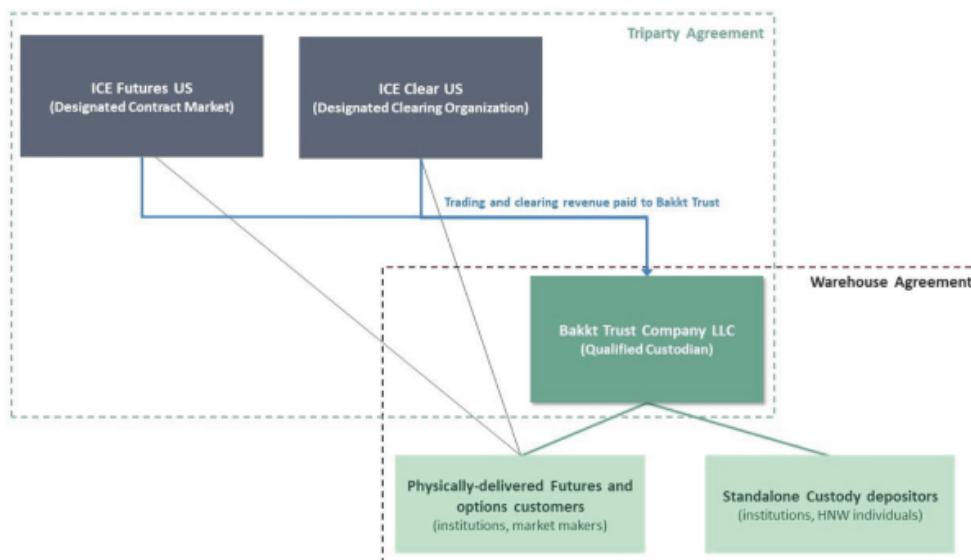 Triparty Agreement
ICE Futures US
(Designated Contract Market)
ICE Clear US
(Designated Clearing Organization)
Trading and clearing revenue paid to Bakkt Trust
Warehouse Agreement
Bakkt Trust Company LLC
(Qualified Custodian)
Physically-delivered Futures and
options customers
(institutions, market makers)
Standalone Custody depositors
(institutions, HNW individuals)